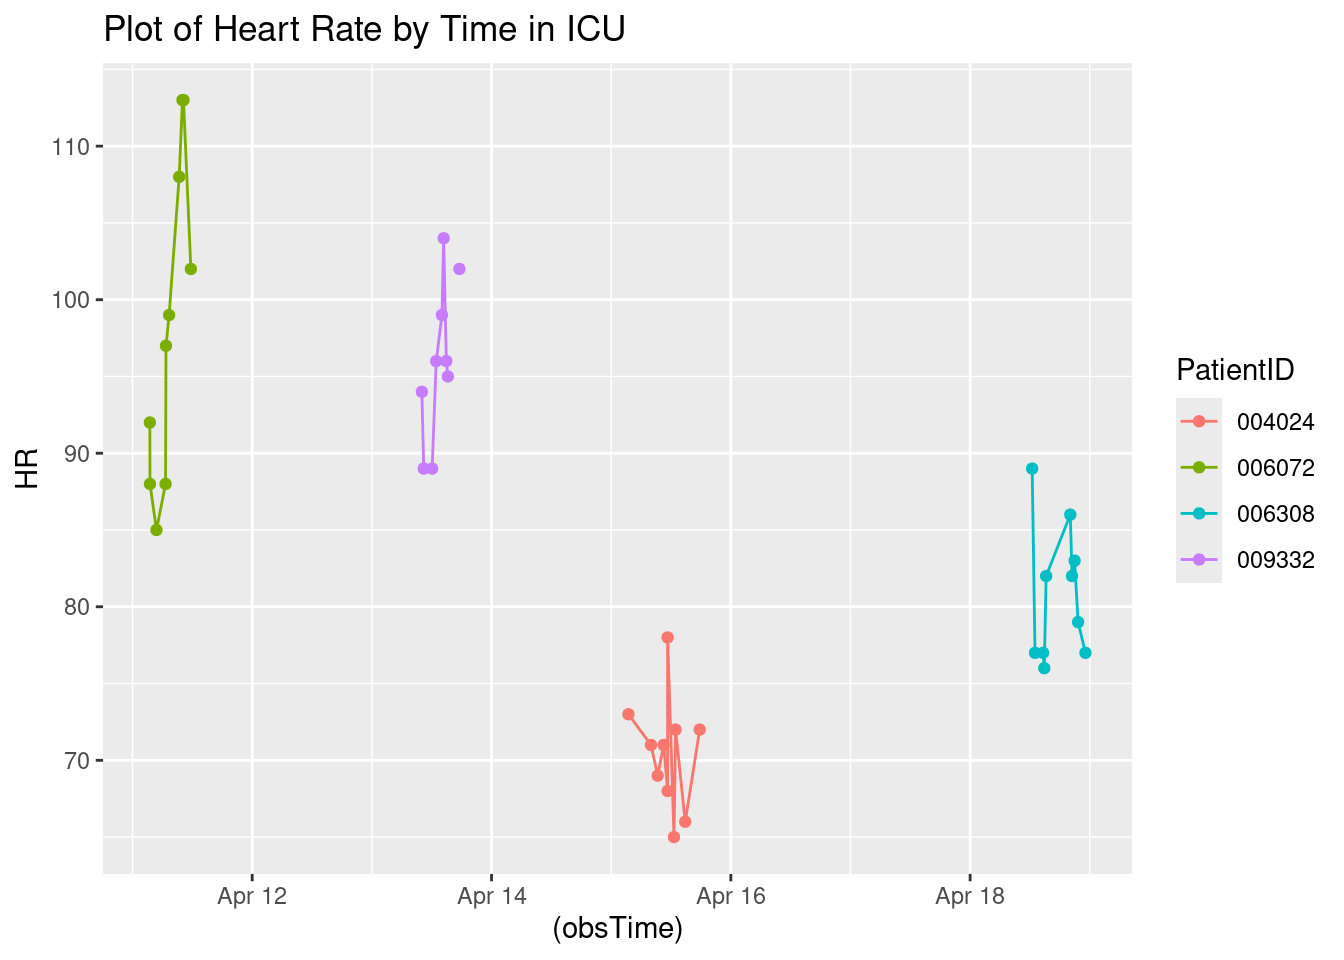 Plot of Heart Rate by Time in ICU
110
100
90
80
70
HR
Apr 12
Apr 14
Apr 16
Apr 18
(obsTime)
PatientID
004024
006072
006308
009332